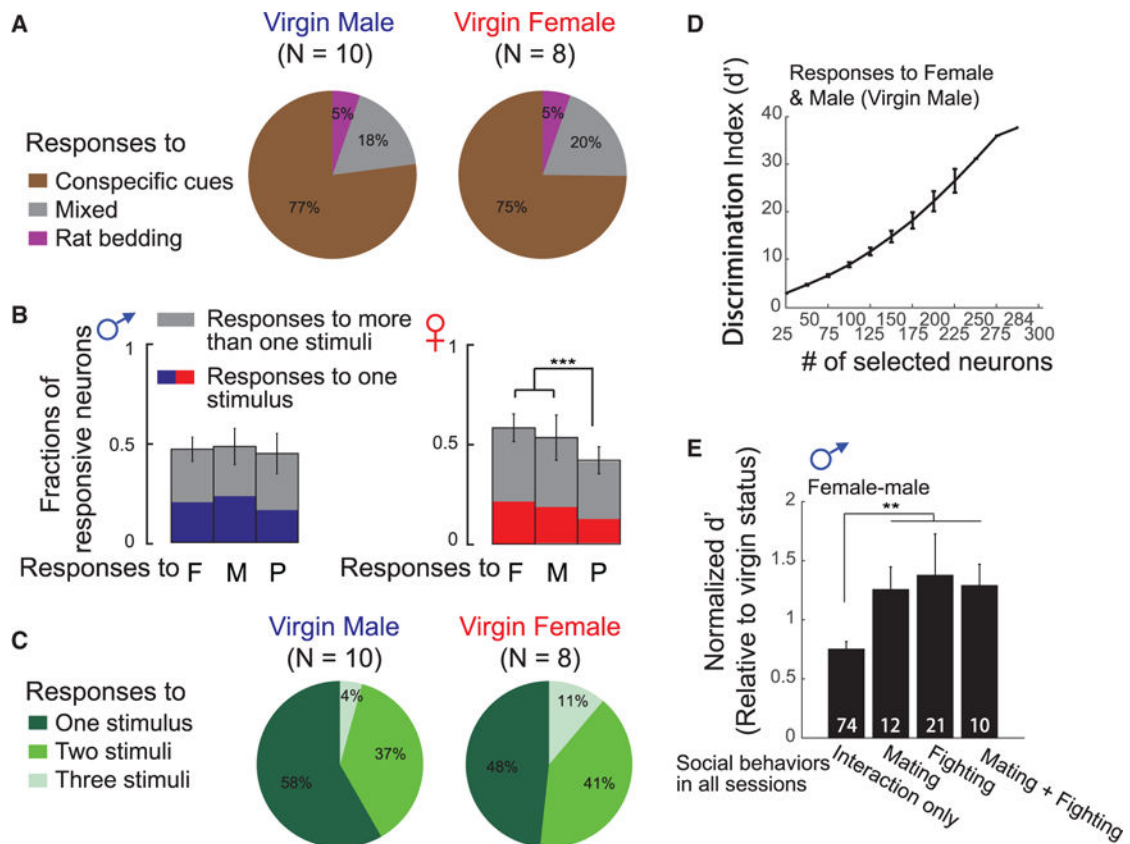 A
Virgin Male
(N = 10)
Virgin Female
(N = 8)
Responses to
Conspecific cues
Mixed
Rat bedding
5%
18%
77%
5%
20%
75%
B
Responses to more
than one stimuli
Responses to one
stimulus
Fractions of
responsive neurons
1
0.5
0
Responses to F M P
1
0.5
0
***
Responses to F M P
C
Virgin Male
(N = 10)
Virgin Female
(N = 8)
Responses to
One stimulus
Two stimuli
Three stimuli
4%
37%
58%
11%
41%
48%
D
Responses to Female
& Male (Virgin Male)
Discrimination Index (d')
40
30
20
10
0
25 50 75 100 125 150 175 200 225 250 275 284 300
# of selected neurons
E
Female-male
**
Normalized d'
(Relative to virgin status)
2
1.5
1
0.5
0
74 12 21 10
Social behaviors
in all sessions
Interaction only
Mating
Fighting
Mating + Fighting